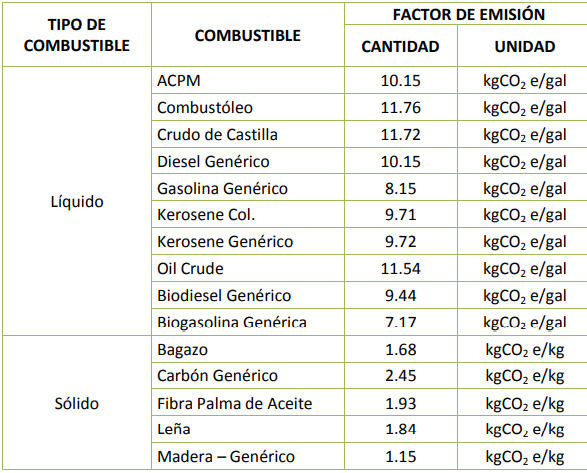 TIPO DE COMBUSTIBLE COMBUSTIBLE FACTOR DE EMISIÓN
CANTIDAD UNIDAD
Líquido
ACPM 10.15 kgCO₂ e/gal
Combustóleo 11.76 kgCO₂ e/gal
Crudo de Castilla 11.72 kgCO₂ e/gal
Diesel Genérico 10.15 kgCO₂ e/gal
Gasolina Genérico 8.15 kgCO₂ e/gal
Kerosene Col. 9.71 kgCO₂ e/gal
Kerosene Genérico 9.72 kgCO₂ e/gal
Oil Crude 11.54 kgCO₂ e/gal
Biodiesel Genérico 9.44 kgCO₂ e/gal
Biogasolina Genérica 7.17 kgCO₂ e/gal
Sólido
Bagazo 1.68 kgCO₂ e/kg
Carbón Genérico 2.45 kgCO₂ e/kg
Fibra Palma de Aceite 1.93 kgCO₂ e/kg
Leña 1.84 kgCO₂ e/kg
Madera – Genérico 1.15 kgCO₂ e/kg